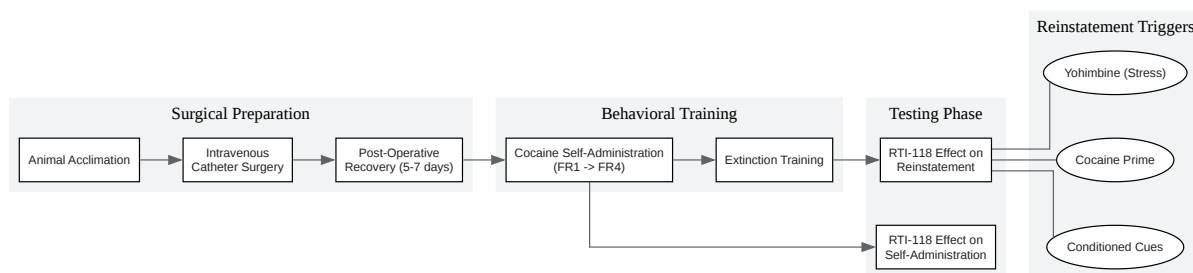 Surgical Preparation
Animal Acclimation
Intravenous
Catheter Surgery
Post-Operative
Recovery (5-7 days)
Behavioral Training
Cocaine Self-Administration
(FR1 -> FR4)
Extinction Training
Testing Phase
RTI-118 Effect on
Reinstatement
RTI-118 Effect on
Self-Administration
Reinstatement Triggers
Yohimbine (Stress)
Cocaine Prime
Conditioned Cues